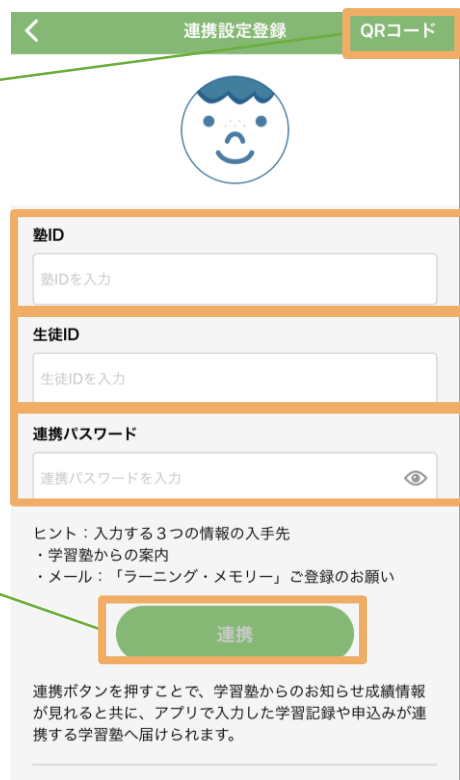 連携設定登録
QRコード
塾ID
塾IDを入力
生徒ID
生徒IDを入力
連携パスワード
連携パスワードを入力
ヒント：入力する３つの情報の入手先
・学習塾からの案内
・メール：「ラーニング・メモリー」ご登録のお願い
連携
連携ボタンを押すことで、学習塾からのお知らせ成績情報
が見れると共に、アプリで入力した学習記録や申込みが連
携する学習塾へ届けられます。